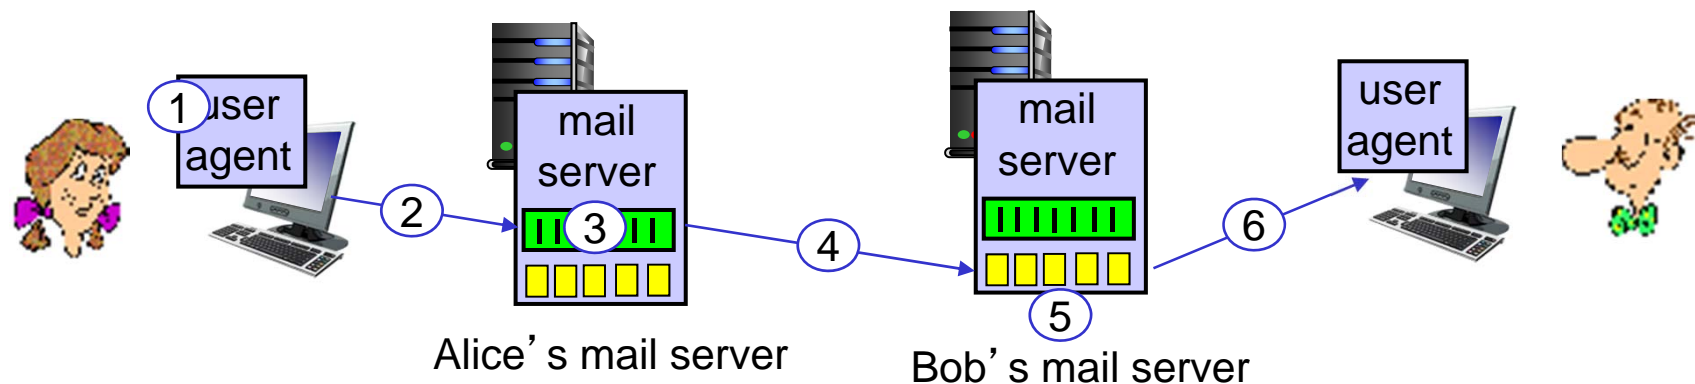 1 user
agent
2
mail
server
3
4
mail
server
5
6
user
agent
Alice’s mail server
Bob’s mail server